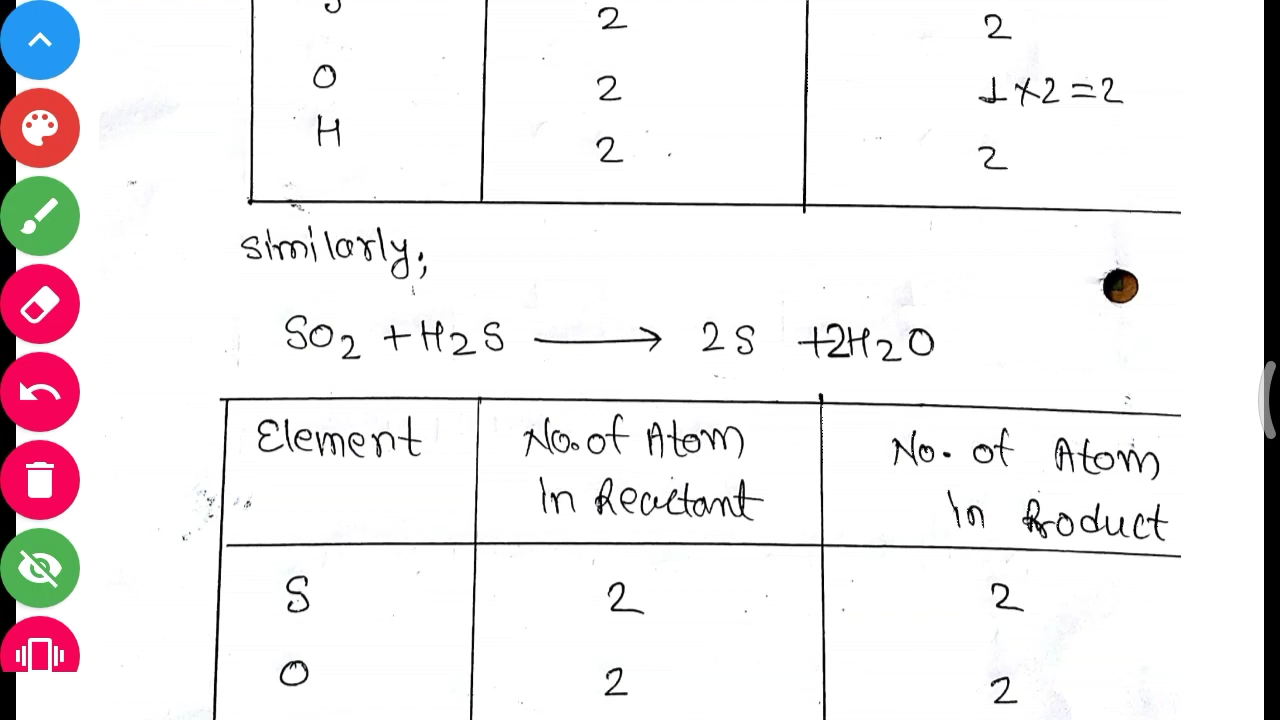 2 2
O 2 1×2=2
H 2 2
Similarly;
SO2 + H2S → 2S +2H2O
Element No. of Atom In Reactant No. of Atom In Product
S 2 2
O 2 2